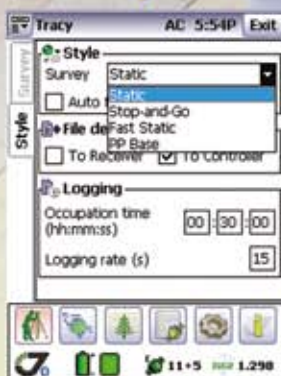 Tracy AC 5:54P Exit
Survey
Style
Style
Survey Static
Auto
Static
Stop-and-Go
Fast Static
PP Base
File de
To Receiver To Controller
Logging
Occupation time
(hh:mm:ss) 00 : 30 : 00
Logging rate (s) 15
11+5 1.298